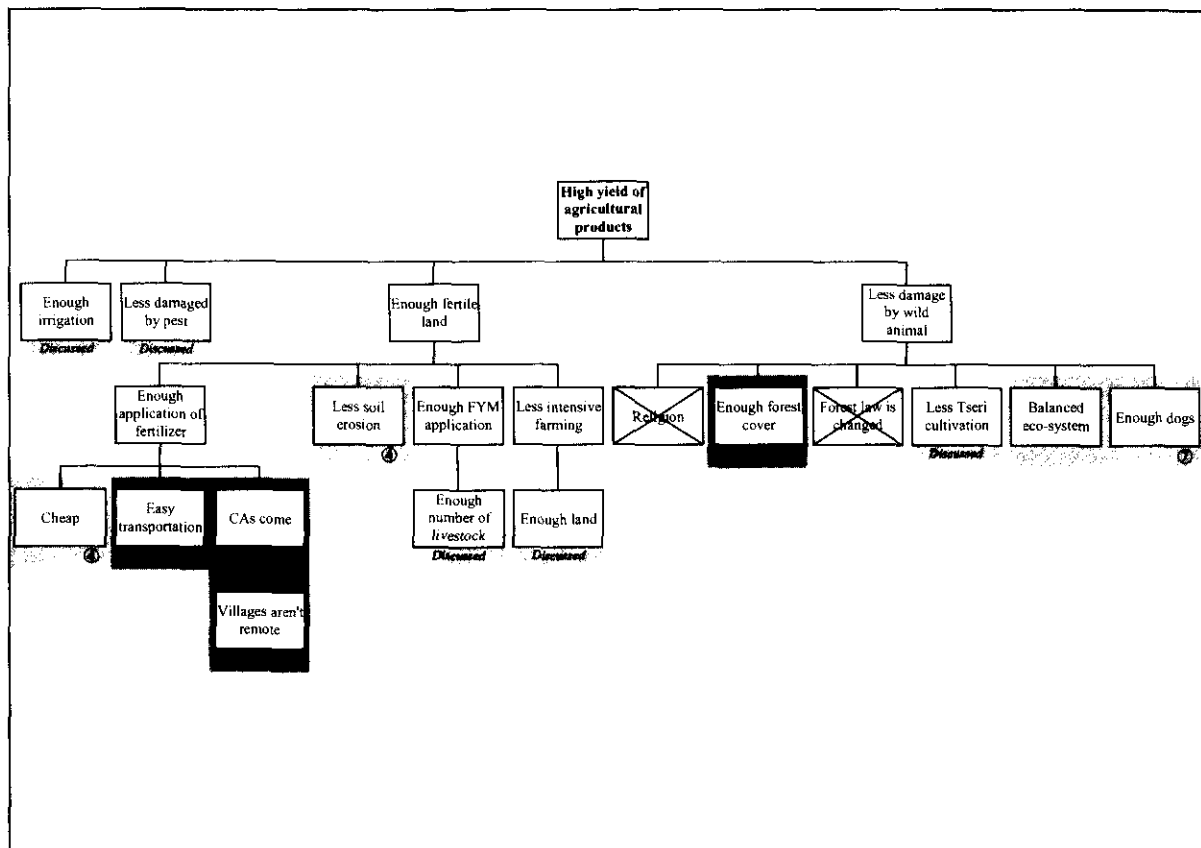 High yield of
agricultural
products
Enough
irrigation
Discussed
Less damaged
by pest
Discussed
Enough fertile
land
Less damage
by wild
animal
Enough
application of
fertilizer
Less soil
erosion
④
Enough FYM
application
Less intensive
farming
Religion
Enough forest
cover
Forest law is
changed
Less Tseri
cultivation
Discussed
Balanced
eco-system
Enough dogs
⑦
Cheap
④
Easy
transportation
CAs come
Enough
number of
livestock
Discussed
Enough land
Discussed
Villages aren't
remote